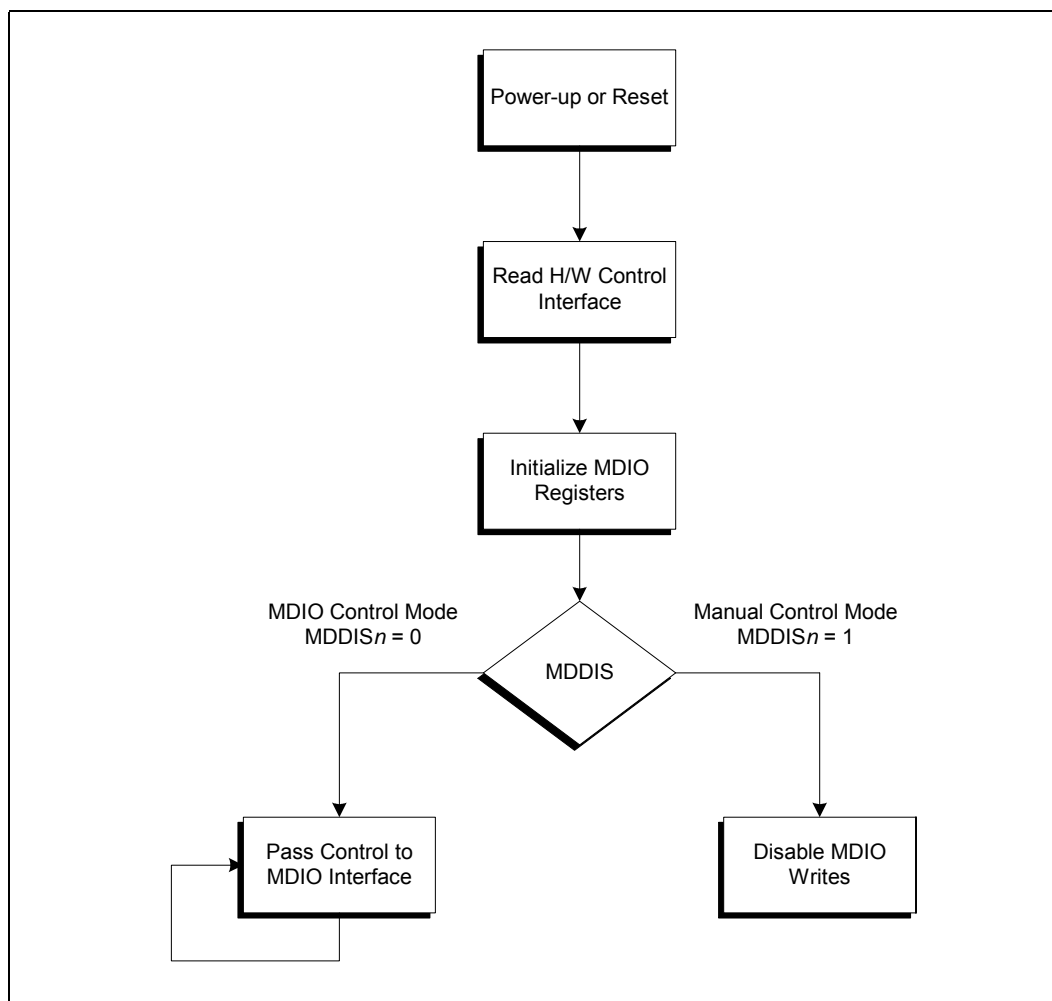 Power-up or Reset
Read H/W Control
Interface
Initialize MDIO
Registers
MDIO Control Mode
MDDISn = 0
Manual Control Mode
MDDISn = 1
MDDIS
Pass Control to
MDIO Interface
Disable MDIO
Writes